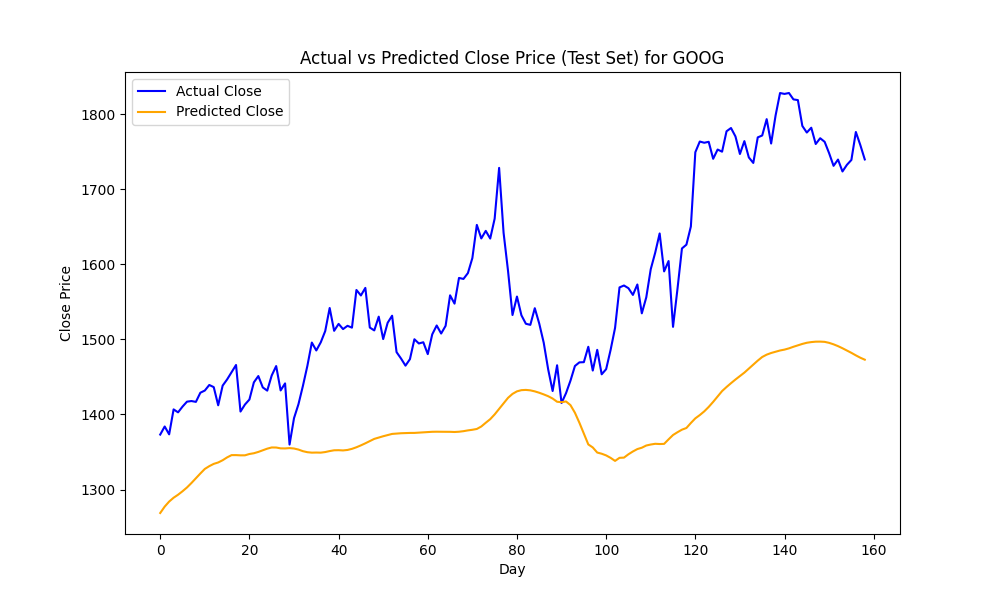 Actual vs Predicted Close Price (Test Set) for GOOG
Actual Close
Predicted Close
1800
1700
1600
1500
1400
1300
Close Price
0 20 40 60 80 100 120 140 160
Day